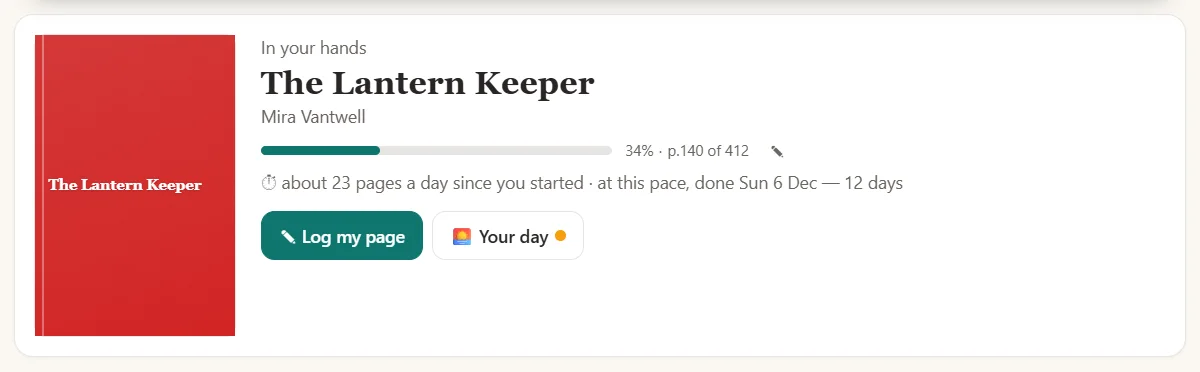 The Lantern Keeper
In your hands
The Lantern Keeper
Mira Vantwell
34% · p.140 of 412
about 23 pages a day since you started · at this pace, done Sun 6 Dec — 12 days
Log my page
Your day